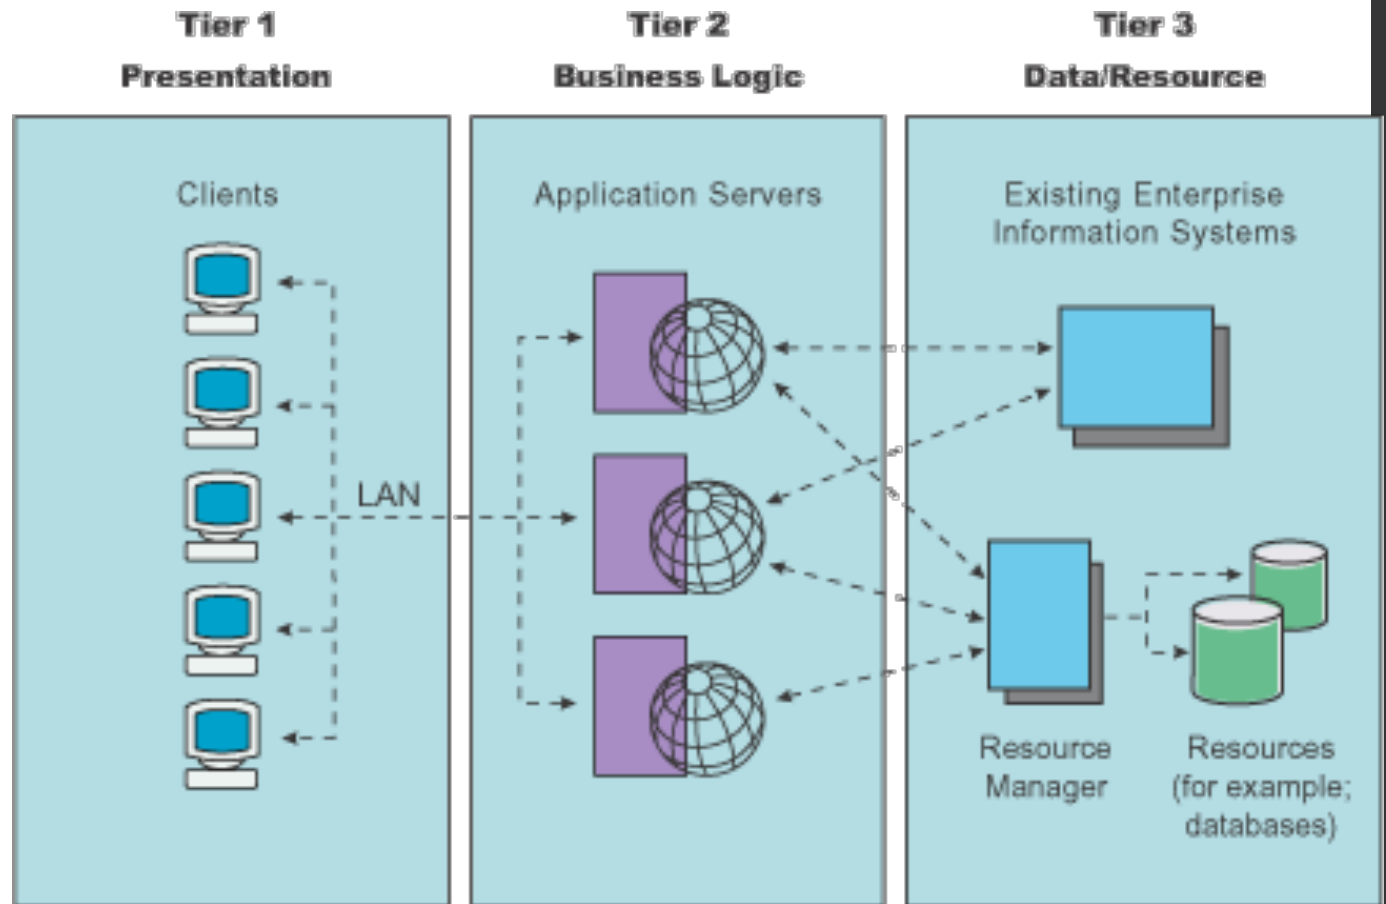 Tier 1
Presentation
Tier 2
Business Logic
Tier 3
Data/Resource
Clients
LAN
Application Servers
Existing Enterprise
Information Systems
Resource
Manager
Resources
(for example;
databases)